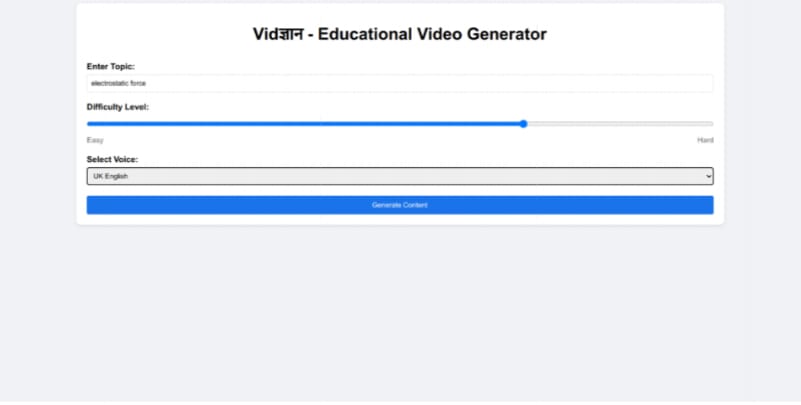 Vidज्ञान - Educational Video Generator
Enter Topic:
electrostatic force
Difficulty Level:
Easy Hard
Select Voice:
UK English
Generate Content